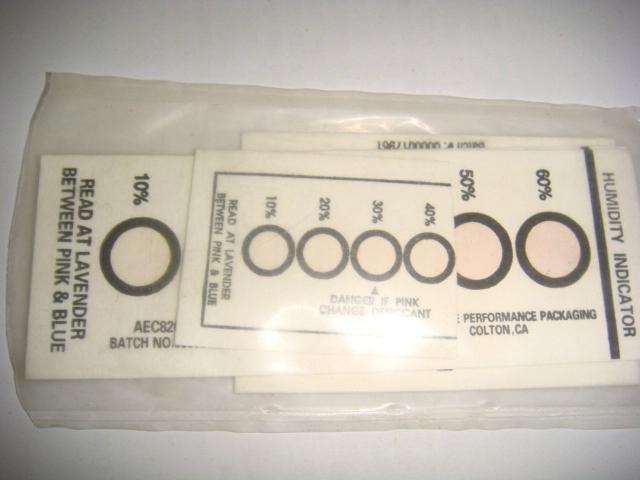 READ AT LAVENDER
BETWEEN PINK & BLUE
10%
BATCH NO.
READ AT LAVENDER
BETWEEN PINK & BLUE
10%
20%
30%
40%
DANGER IF PINK
CHANGE DESICCANT
50%
60%
HUMIDITY INDICATOR
PERFORMANCE PACKAGING
COLTON, CA